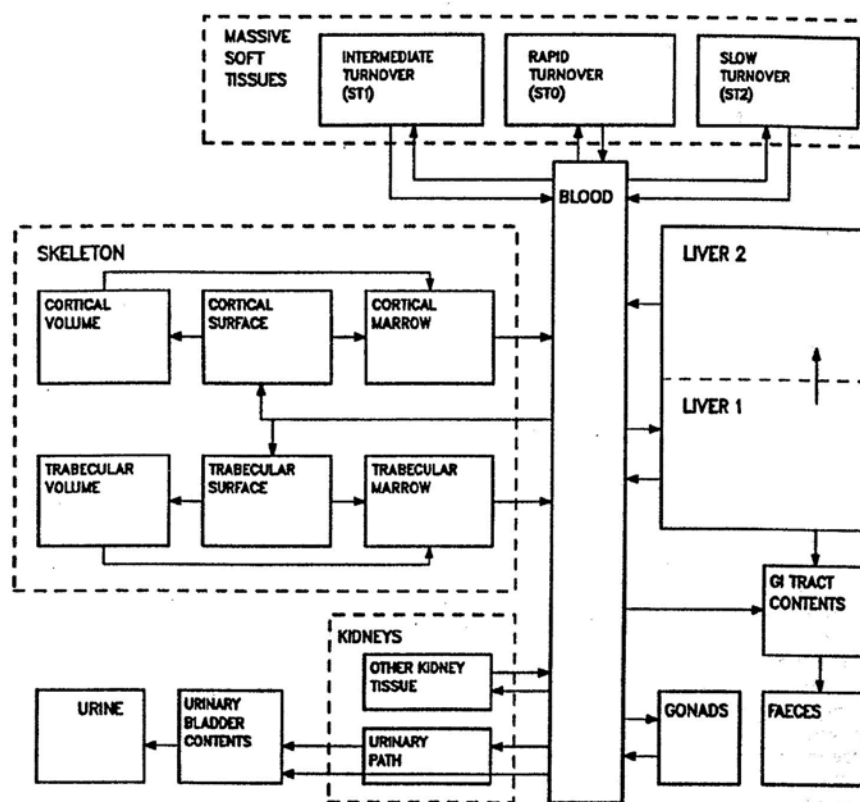 MASSIVE
SOFT
TISSUES
INTERMEDIATE
TURNOVER
(ST1)
RAPID
TURNOVER
(ST0)
SLOW
TURNOVER
(ST2)
BLOOD
SKELETON
CORTICAL
VOLUME
CORTICAL
SURFACE
CORTICAL
MARROW
TRABECULAR
VOLUME
TRABECULAR
SURFACE
TRABECULAR
MARROW
LIVER 2
LIVER 1
GI TRACT
CONTENTS
KIDNEYS
OTHER KIDNEY
TISSUE
URINARY
PATH
URINE
URINARY
BLADDER
CONTENTS
GONADS
FAECES